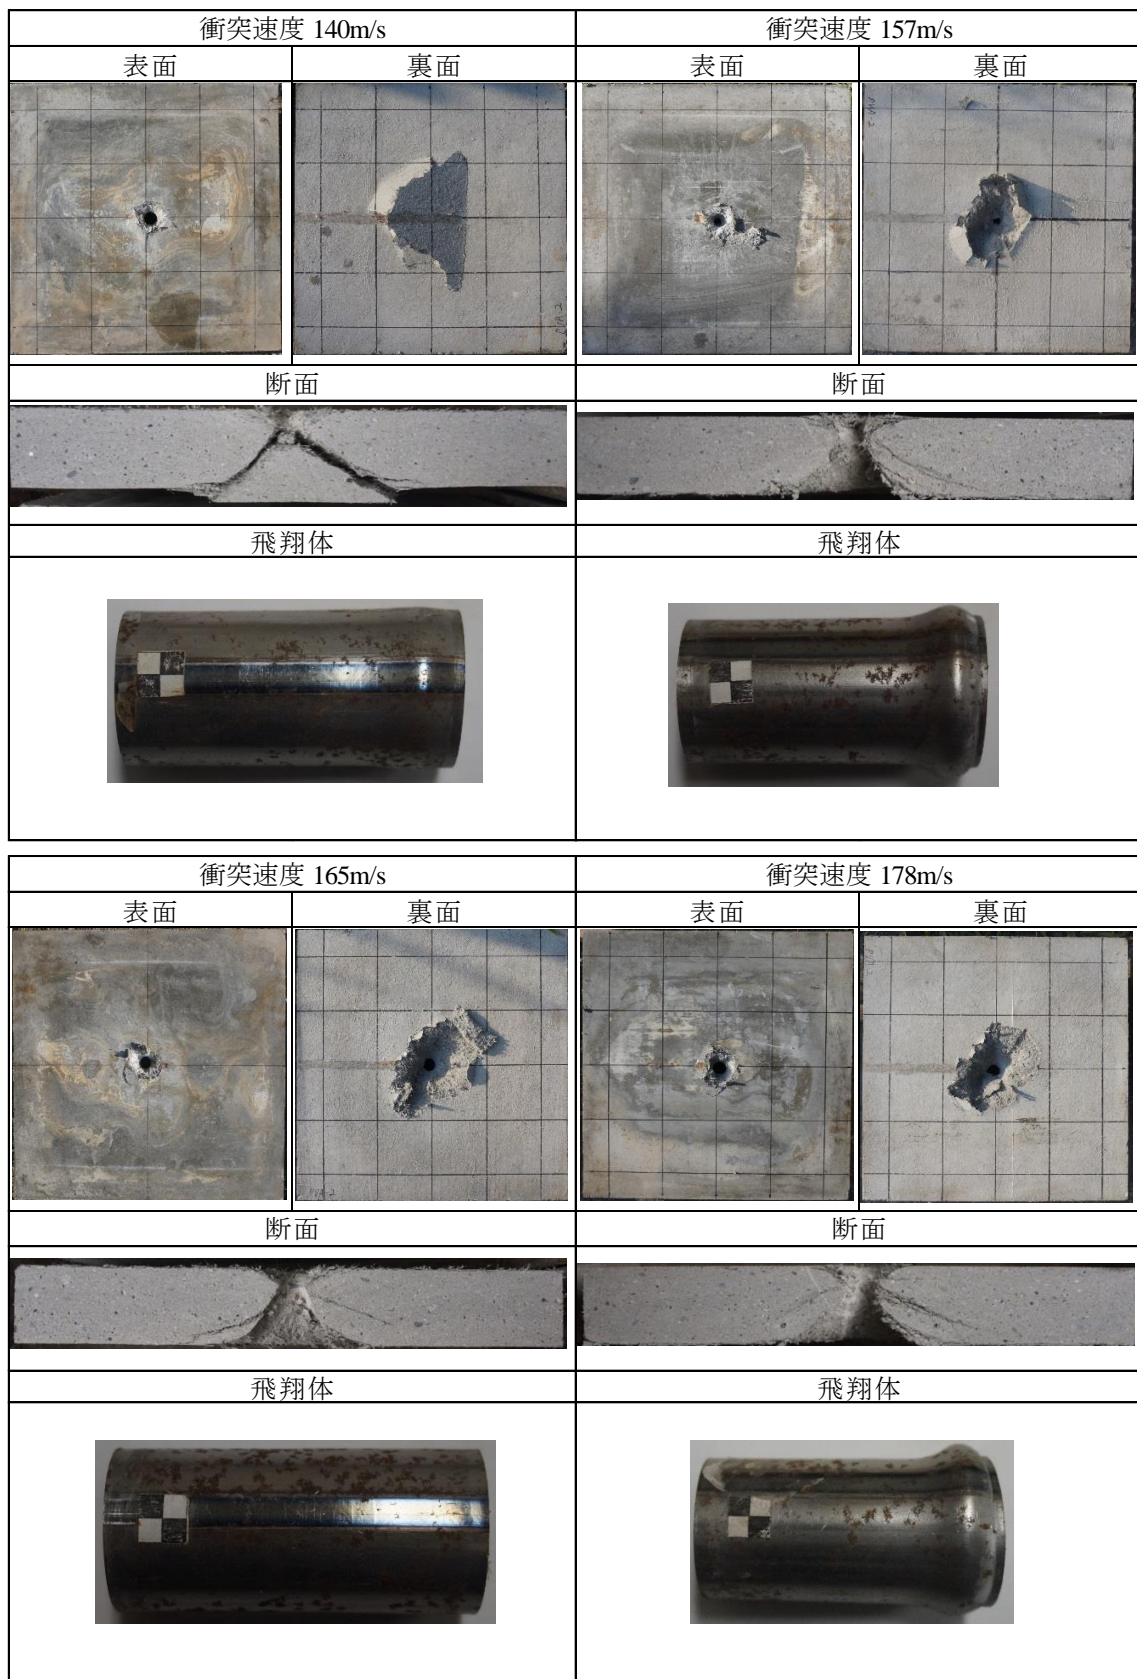 衝突速度 140m/s
衝突速度 157m/s
表面
裏面
表面
裏面
断面
断面
飛翔体
飛翔体
衝突速度 165m/s
衝突速度 178m/s
表面
裏面
表面
裏面
断面
断面
飛翔体
飛翔体